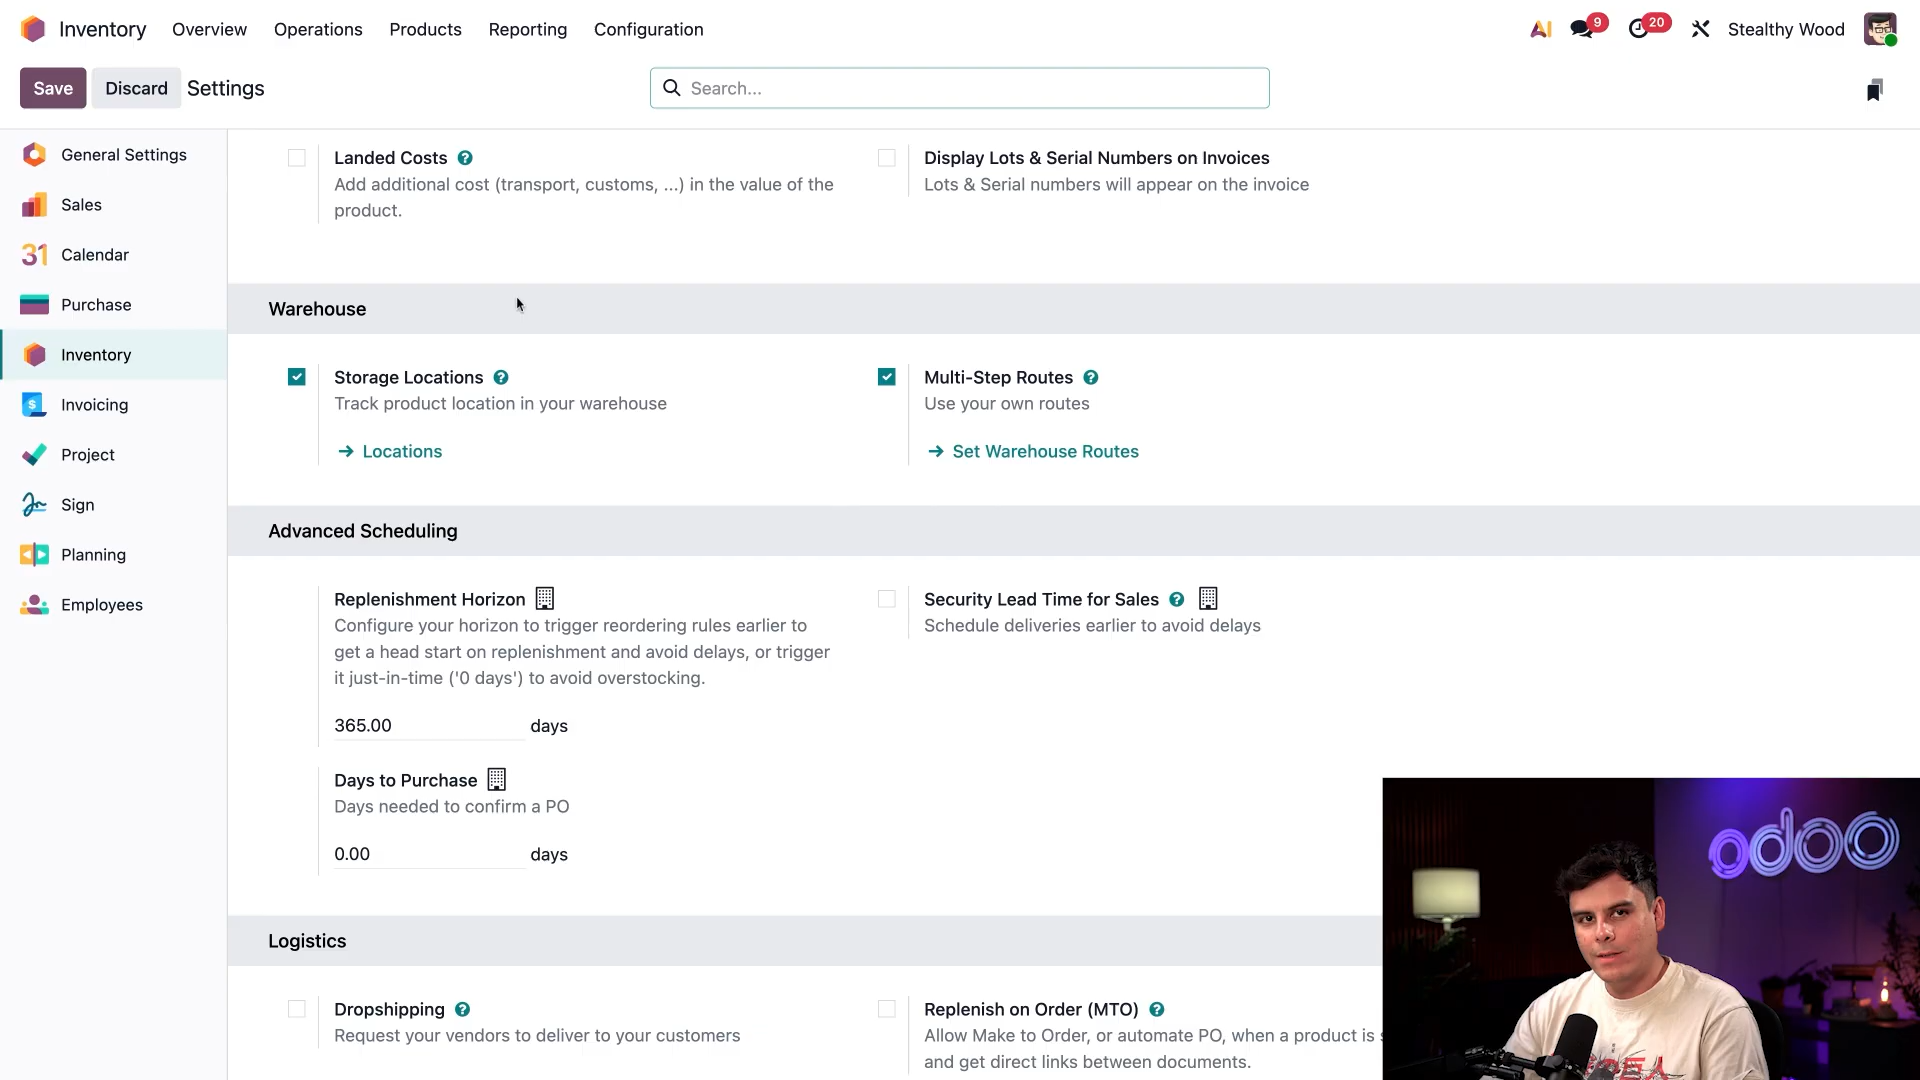 Inventory Overview Operations Products Reporting Configuration 9 20 Stealthy Wood
Save Discard Settings Search...
General Settings
Sales
31 Calendar
Purchase
Inventory
Invoicing
Project
Sign
Planning
Employees
Landed Costs ?
Add additional cost (transport, customs, ...) in the value of the
product.
Display Lots & Serial Numbers on Invoices
Lots & Serial numbers will appear on the invoice
Warehouse
Storage Locations ?
Track product location in your warehouse
→ Locations
Multi-Step Routes ?
Use your own routes
→ Set Warehouse Routes
Advanced Scheduling
Replenishment Horizon
Configure your horizon to trigger reordering rules earlier to
get a head start on replenishment and avoid delays, or trigger
it just-in-time ('0 days') to avoid overstocking.
365.00 days
Security Lead Time for Sales ?
Schedule deliveries earlier to avoid delays
Days to Purchase
Days needed to confirm a PO
0.00 days
Logistics
Dropshipping ?
Request your vendors to deliver to your customers
Replenish on Order (MTO) ?
Allow Make to Order, or automate PO, when a product is
and get direct links between documents.
odoo